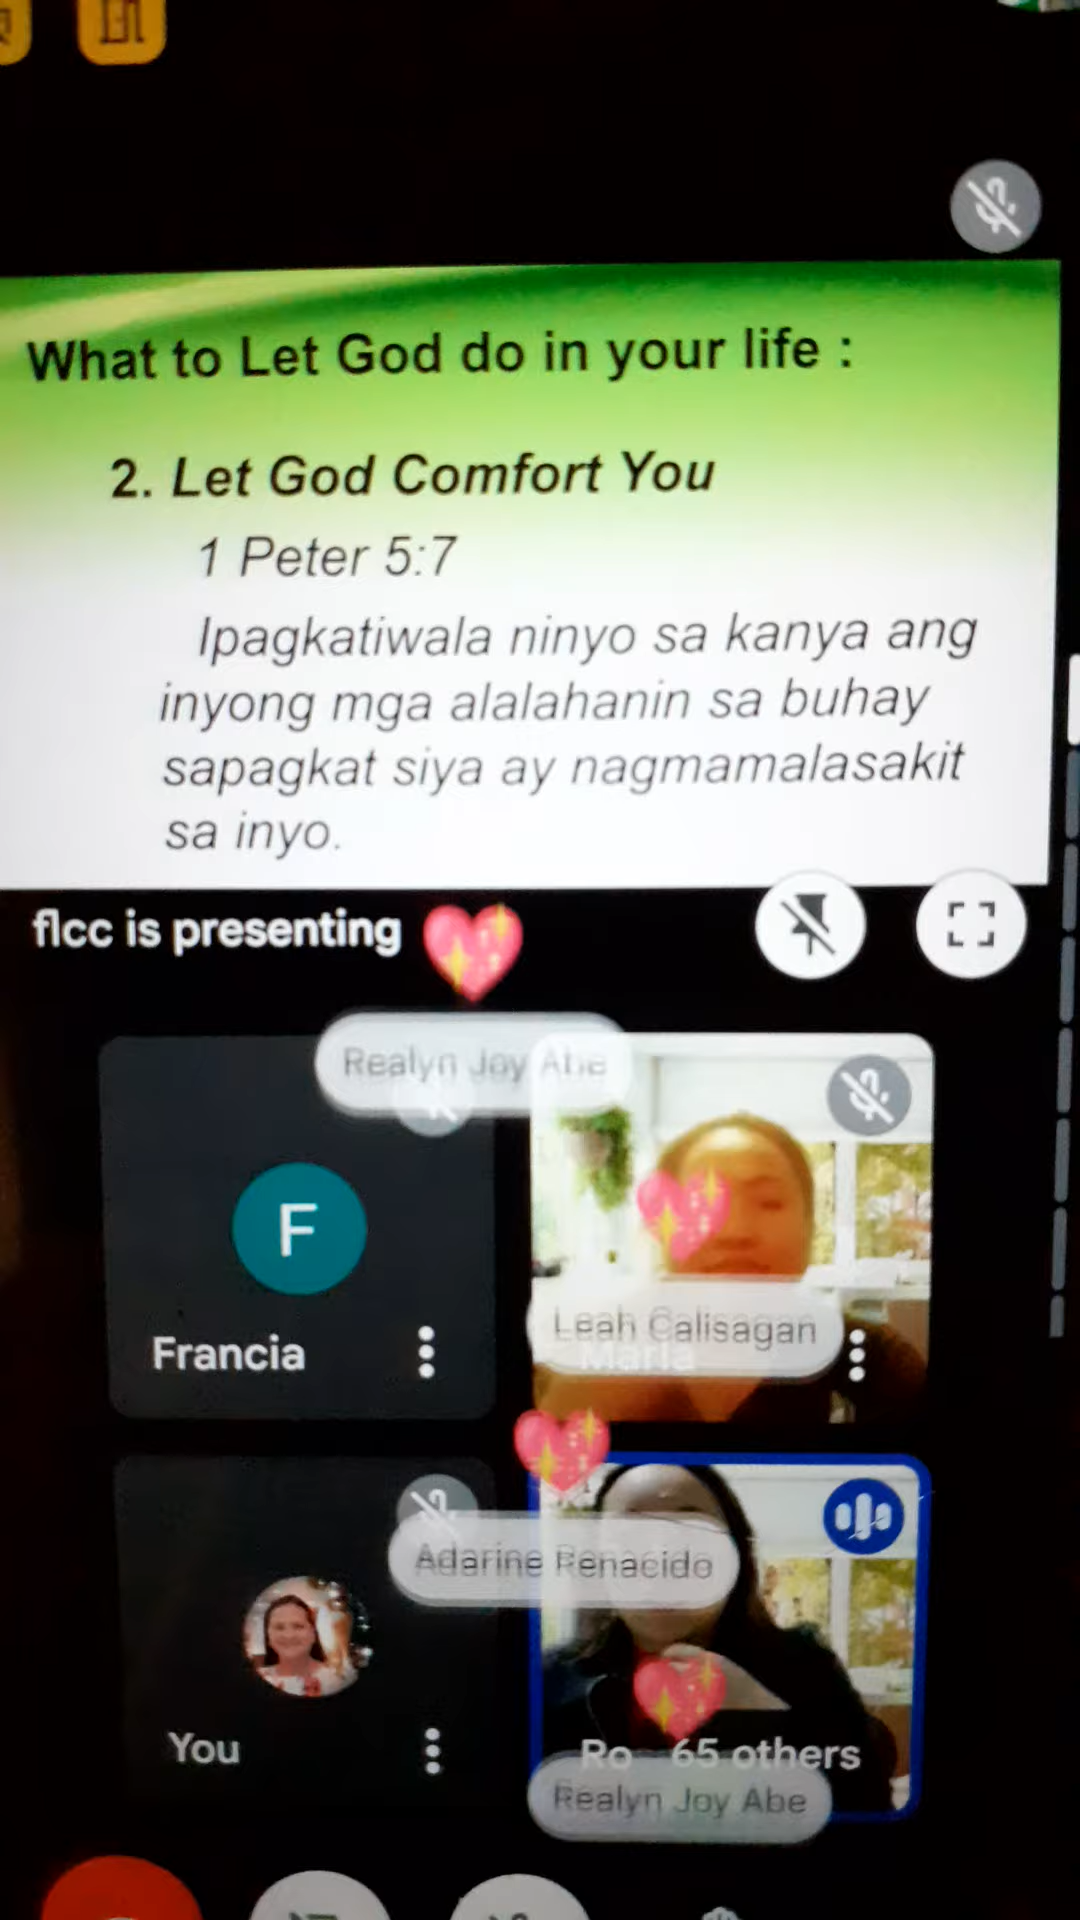 What to Let God do in your life :
2. Let God Comfort You
1 Peter 5:7
Ipagkatiwala ninyo sa kanya ang
inyong mga alalahanin sa buhay
sapagkat siya ay nagmamalasakit
sa inyo.
flcc is presenting
Realyn Joy Abe
F
Francia
Leah Calisagan
Maria
Adarine Renacido
You
Ro 65 others
Realyn Joy Abe